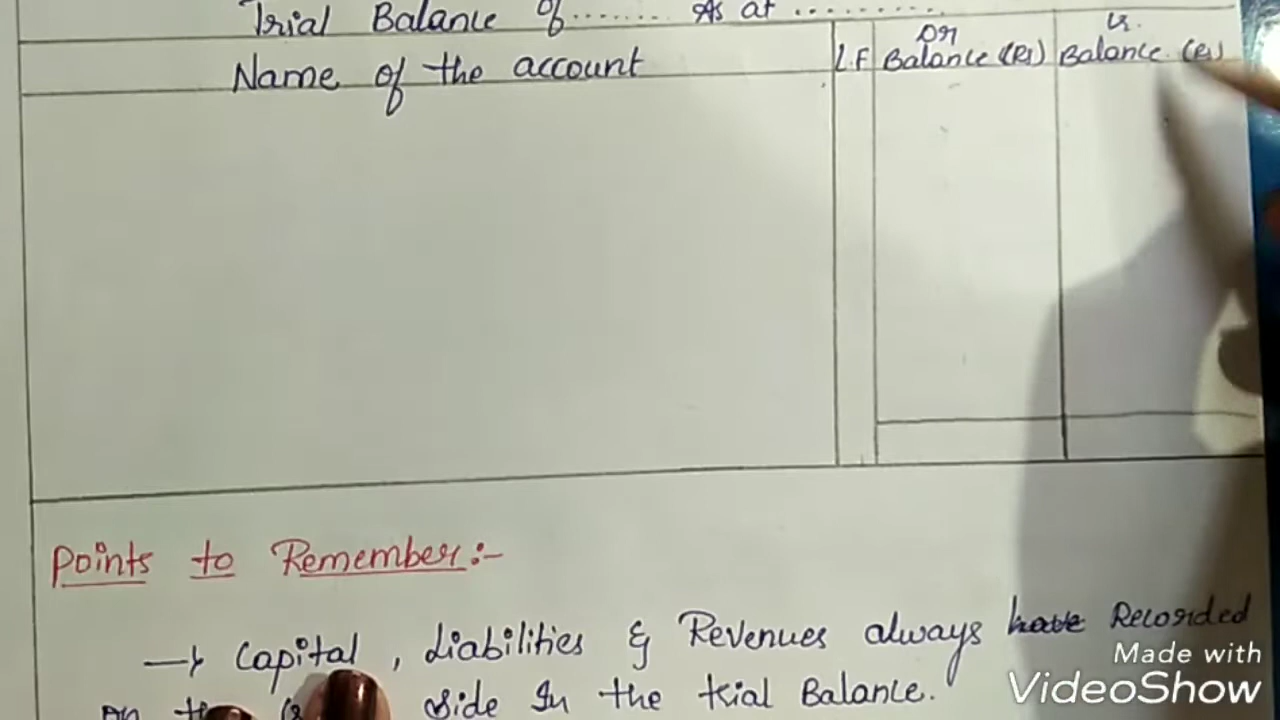 Trial Balance of ....... As at ..........
Name of the account L.F Dr Balance (Rs) Cr. Balance (Rs)
Points to Remember:-
→ Capital, Liabilities & Revenues always have Recorded
on side In the trial Balance.
Made with
VideoShow